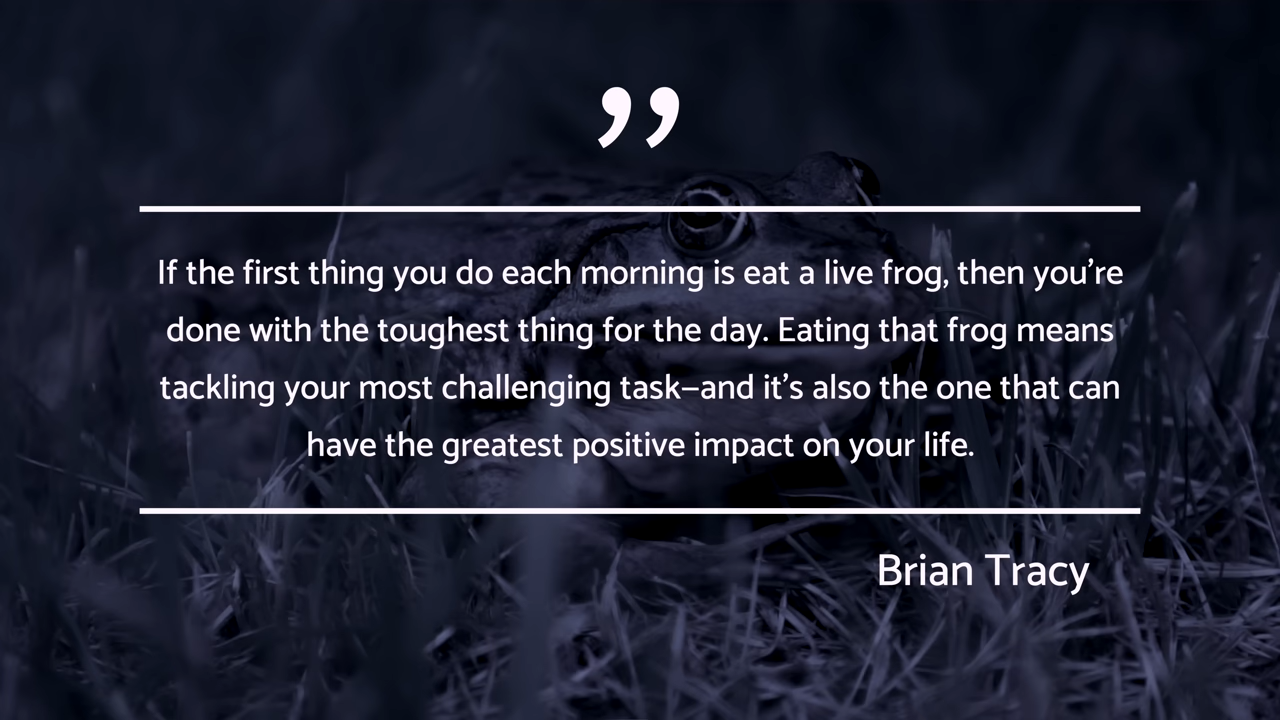 ”
If the first thing you do each morning is eat a live frog, then you’re
done with the toughest thing for the day. Eating that frog means
tackling your most challenging task—and it’s also the one that can
have the greatest positive impact on your life.
Brian Tracy